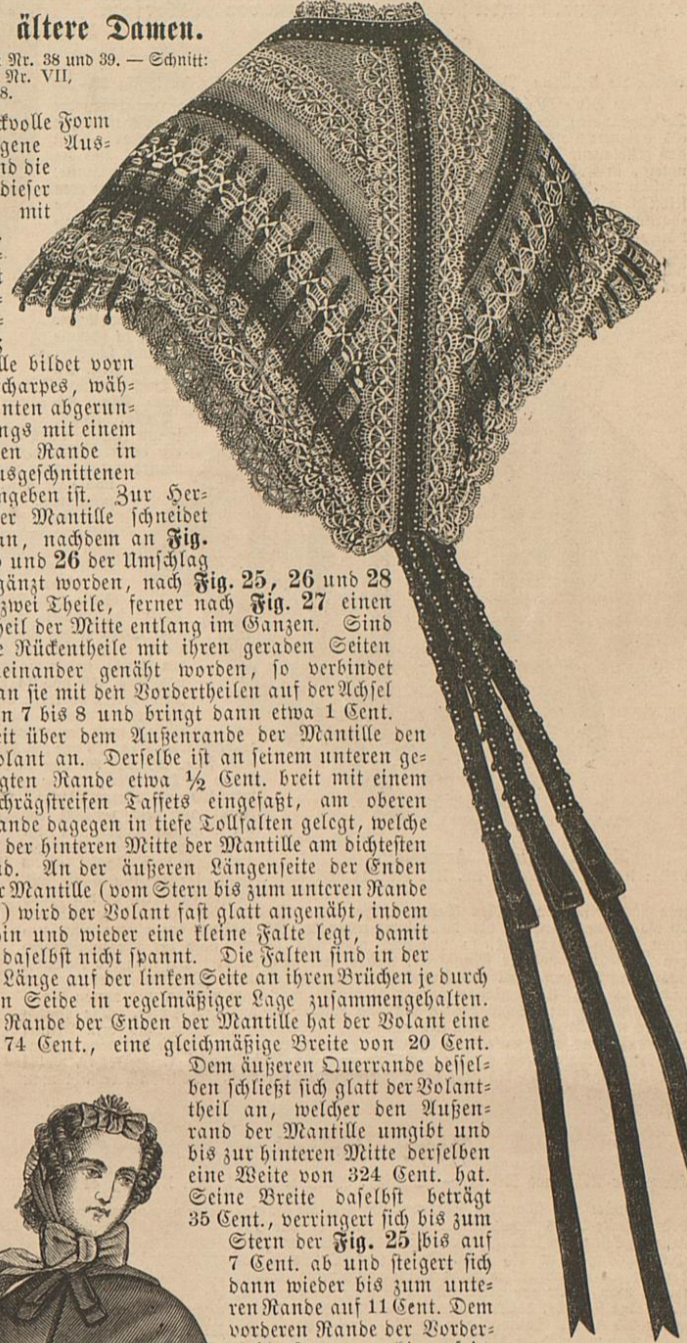 ältere Damen.
Nr. 38 und 39. — Schnitt:
Nr. VII,
8.
kvolle Form
gene Aus-
nd die
dieser
mit
lle bildet vorn
charpes, wäh-
nten abgerun-
ngs mit einem
en Rande in
usgeschnittenen
ngeben ist. Zur Her-
er Mantille schneidet
an, nachdem an Fig.
und 26 der Umschlag
gänzt worden, nach Fig. 25, 26 und 28
zwei Theile, ferner nach Fig. 27 einen
heil der Mitte entlang im Ganzen. Sind
e Rückentheile mit ihren geraden Seiten
einander genäht worden, so verbindet
an sie mit den Vordertheilen auf der Achsel
n 7 bis 8 und bringt dann etwa 1 Cent.
eit über dem Außenrande der Mantille den
olant an. Derselbe ist an seinem unteren ge-
gten Rande etwa ½ Cent. breit mit einem
chrägstreifen Taffets eingefaßt, am oberen
ande dagegen in tiefe Tollfalten gelegt, welche
der hinteren Mitte der Mantille am dichtesten
nd. An der äußeren Längenseite der Enden
r Mantille (vom Stern bis zum unteren Rande
) wird der Volant fast glatt angenäht, indem
hin und wieder eine kleine Falte legt, damit
daselbst nicht spannt. Die Falten sind in der
Länge auf der linken Seite an ihren Brüchen je durch
n Seide in regelmäßiger Lage zusammengehalten.
Rande der Enden der Mantille hat der Volant eine
74 Cent., eine gleichmäßige Breite von 20 Cent.
Dem äußeren Querrande dessel-
ben schließt sich glatt der Volant-
theil an, welcher den Außen-
rand der Mantille umgibt und
bis zur hinteren Mitte derselben
eine Weite von 324 Cent. hat.
Seine Breite daselbst beträgt
35 Cent., verringert sich bis zum
Stern der Fig. 25 bis auf
7 Cent. ab und steigert sich
dann wieder bis zum unte-
ren Rande auf 11 Cent. Dem
vorderen Rande der Vorder-